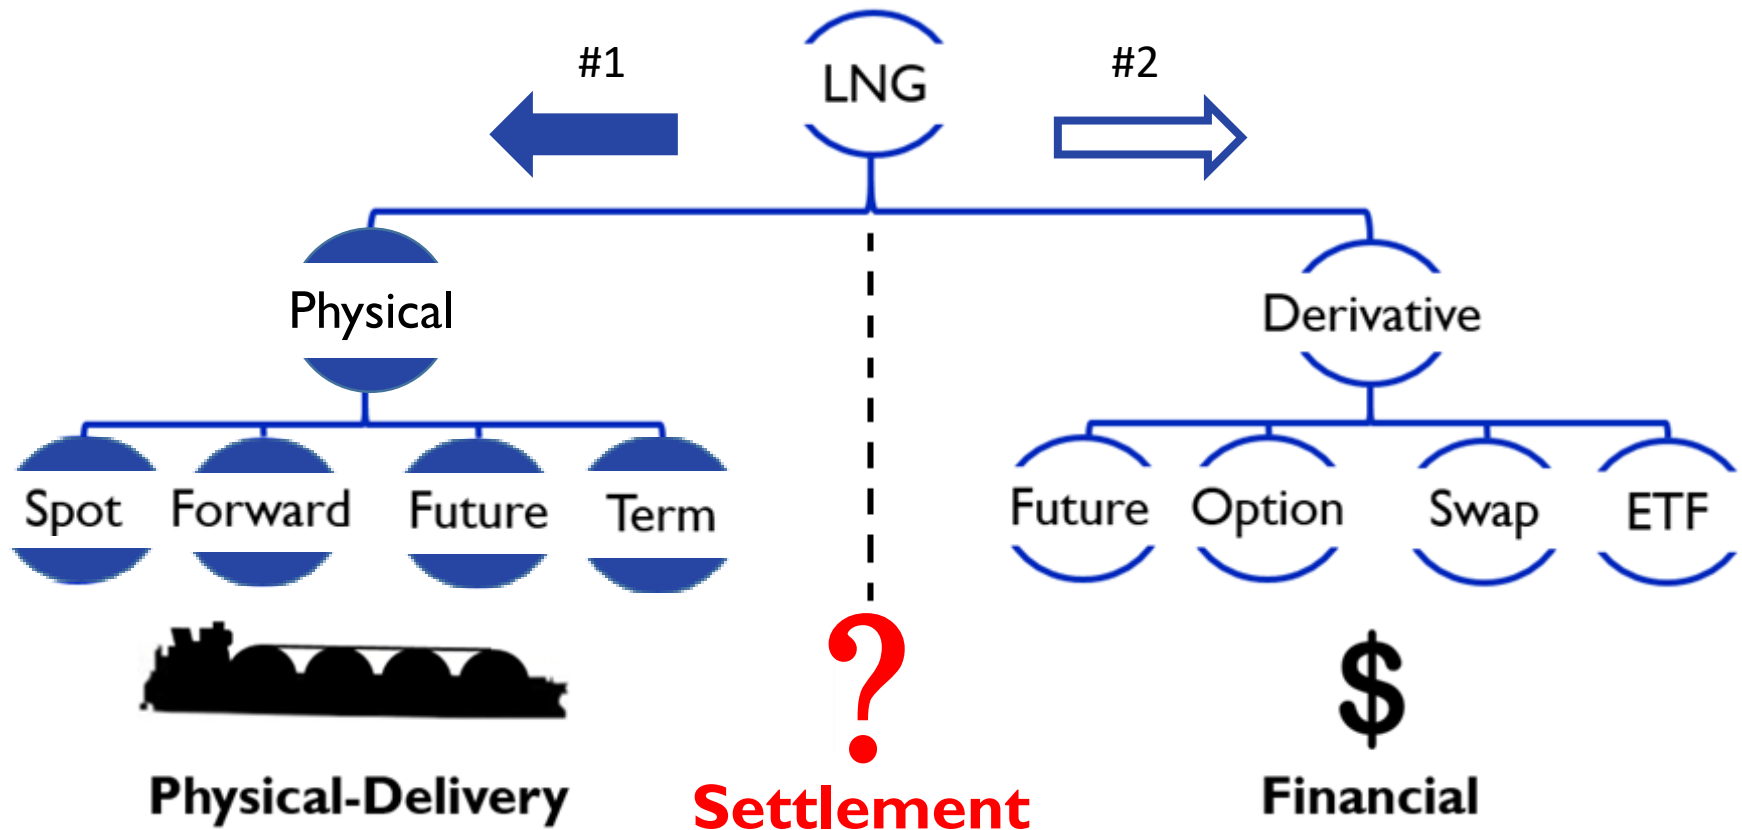 #1
LNG
#2
Physical
Derivative
Spot
Forward
Future
Term
Future
Option
Swap
ETF
?
$
Physical-Delivery
Settlement
Financial